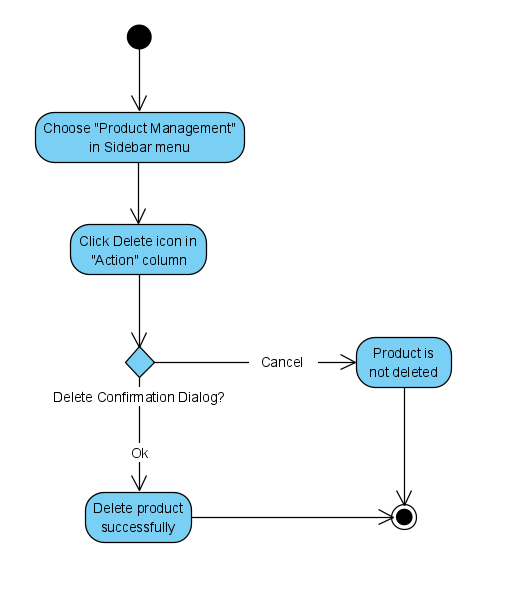 Choose "Product Management"
in Sidebar menu
Click Delete icon in
"Action" column
Cancel
Product is
not deleted
Delete Confirmation Dialog?
Ok
Delete product
successfully